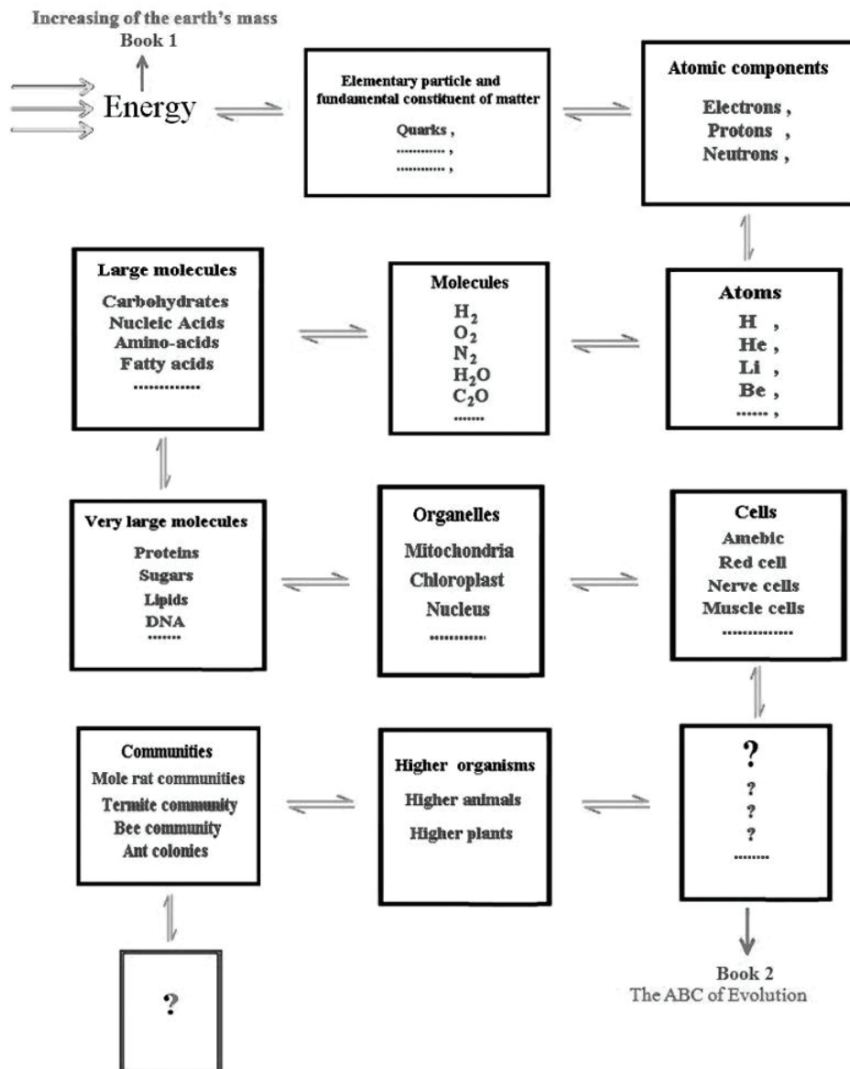 Increasing of the earth's mass
Book 1
Energy
Elementary particle and
fundamental constituent of matter
Quarks ,
............ ,
............ ,
Atomic components
Electrons ,
Protons ,
Neutrons ,
Large molecules
Carbohydrates
Nucleic Acids
Amino-acids
Fatty acids
.............
Molecules
H₂
O₂
N₂
H₂O
C₂O
.......
Atoms
H ,
He ,
Li ,
Be ,
...... ,
Very large molecules
Proteins
Sugars
Lipids
DNA
.......
Organelles
Mitochondria
Chloroplast
Nucleus
............
Cells
Amebic
Red cell
Nerve cells
Muscle cells
..............
Communities
Mole rat communities
Termite community
Bee community
Ant colonies
Higher organisms
Higher animals
Higher plants
?
?
?
?
........
?
Book 2
The ABC of Evolution